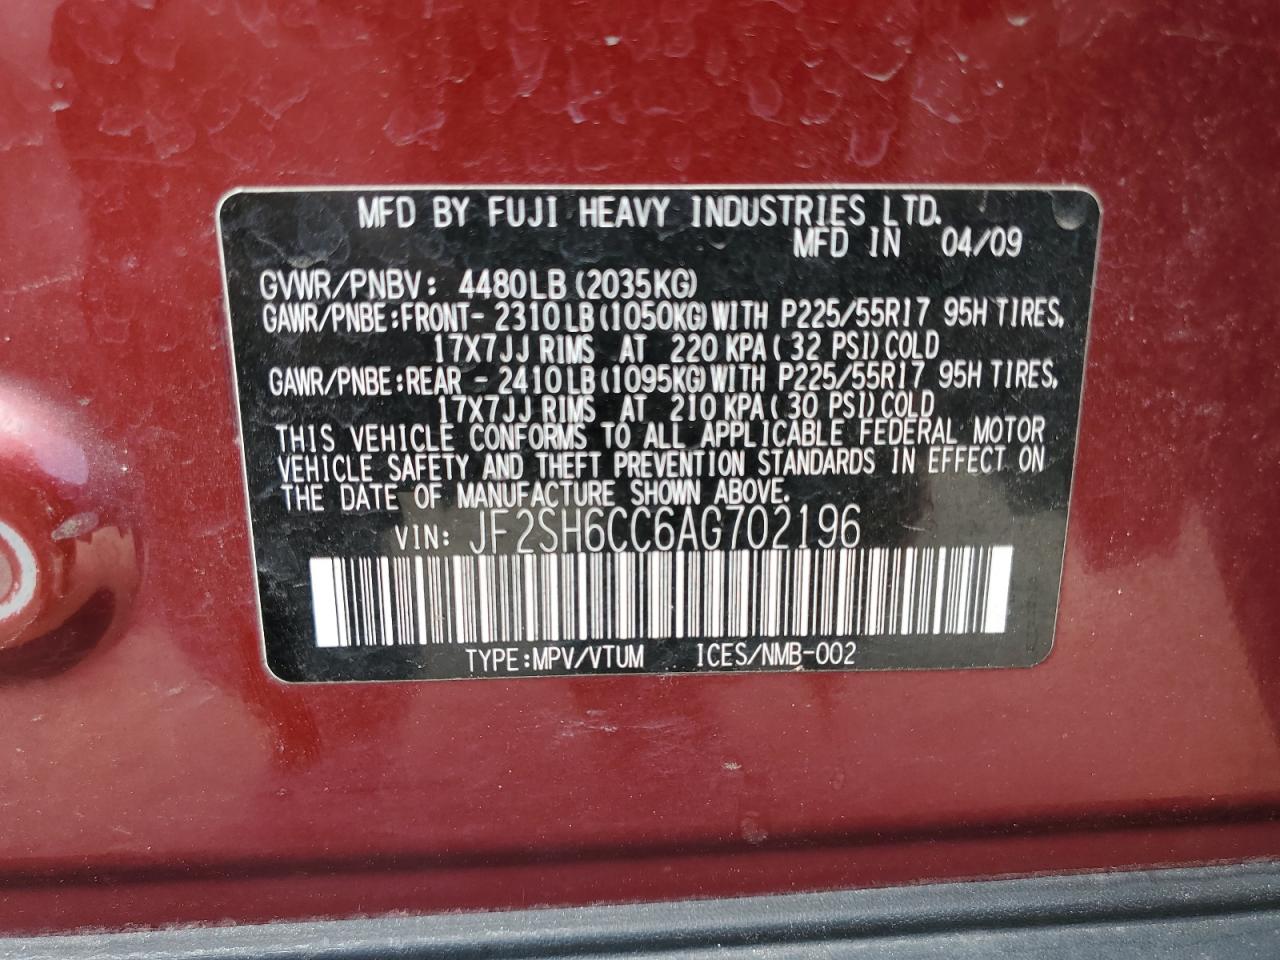 MFD BY FUJI HEAVY INDUSTRIES LTD.
MFD IN 04/09
GVWR/PNBV: 4480LB(2035KG)
GAWR/PNBE:FRONT- 2310LB(1050KG)WITH P225/55R17 95H TIRES,
17X7JJ RIMS AT 220 KPA( 32 PSI)COLD
GAWR/PNBE:REAR - 2410LB(1095KG)WITH P225/55R17 95H TIRES,
17X7JJ RIMS AT 210 KPA( 30 PSI)COLD
THIS VEHICLE CONFORMS TO ALL APPLICABLE FEDERAL MOTOR
VEHICLE SAFETY AND THEFT PREVENTION STANDARDS IN EFFECT ON
THE DATE OF MANUFACTURE SHOWN ABOVE.
VIN: JF2SH6CC6AG702196
TYPE:MPV/VTUM ICES/NMB-002